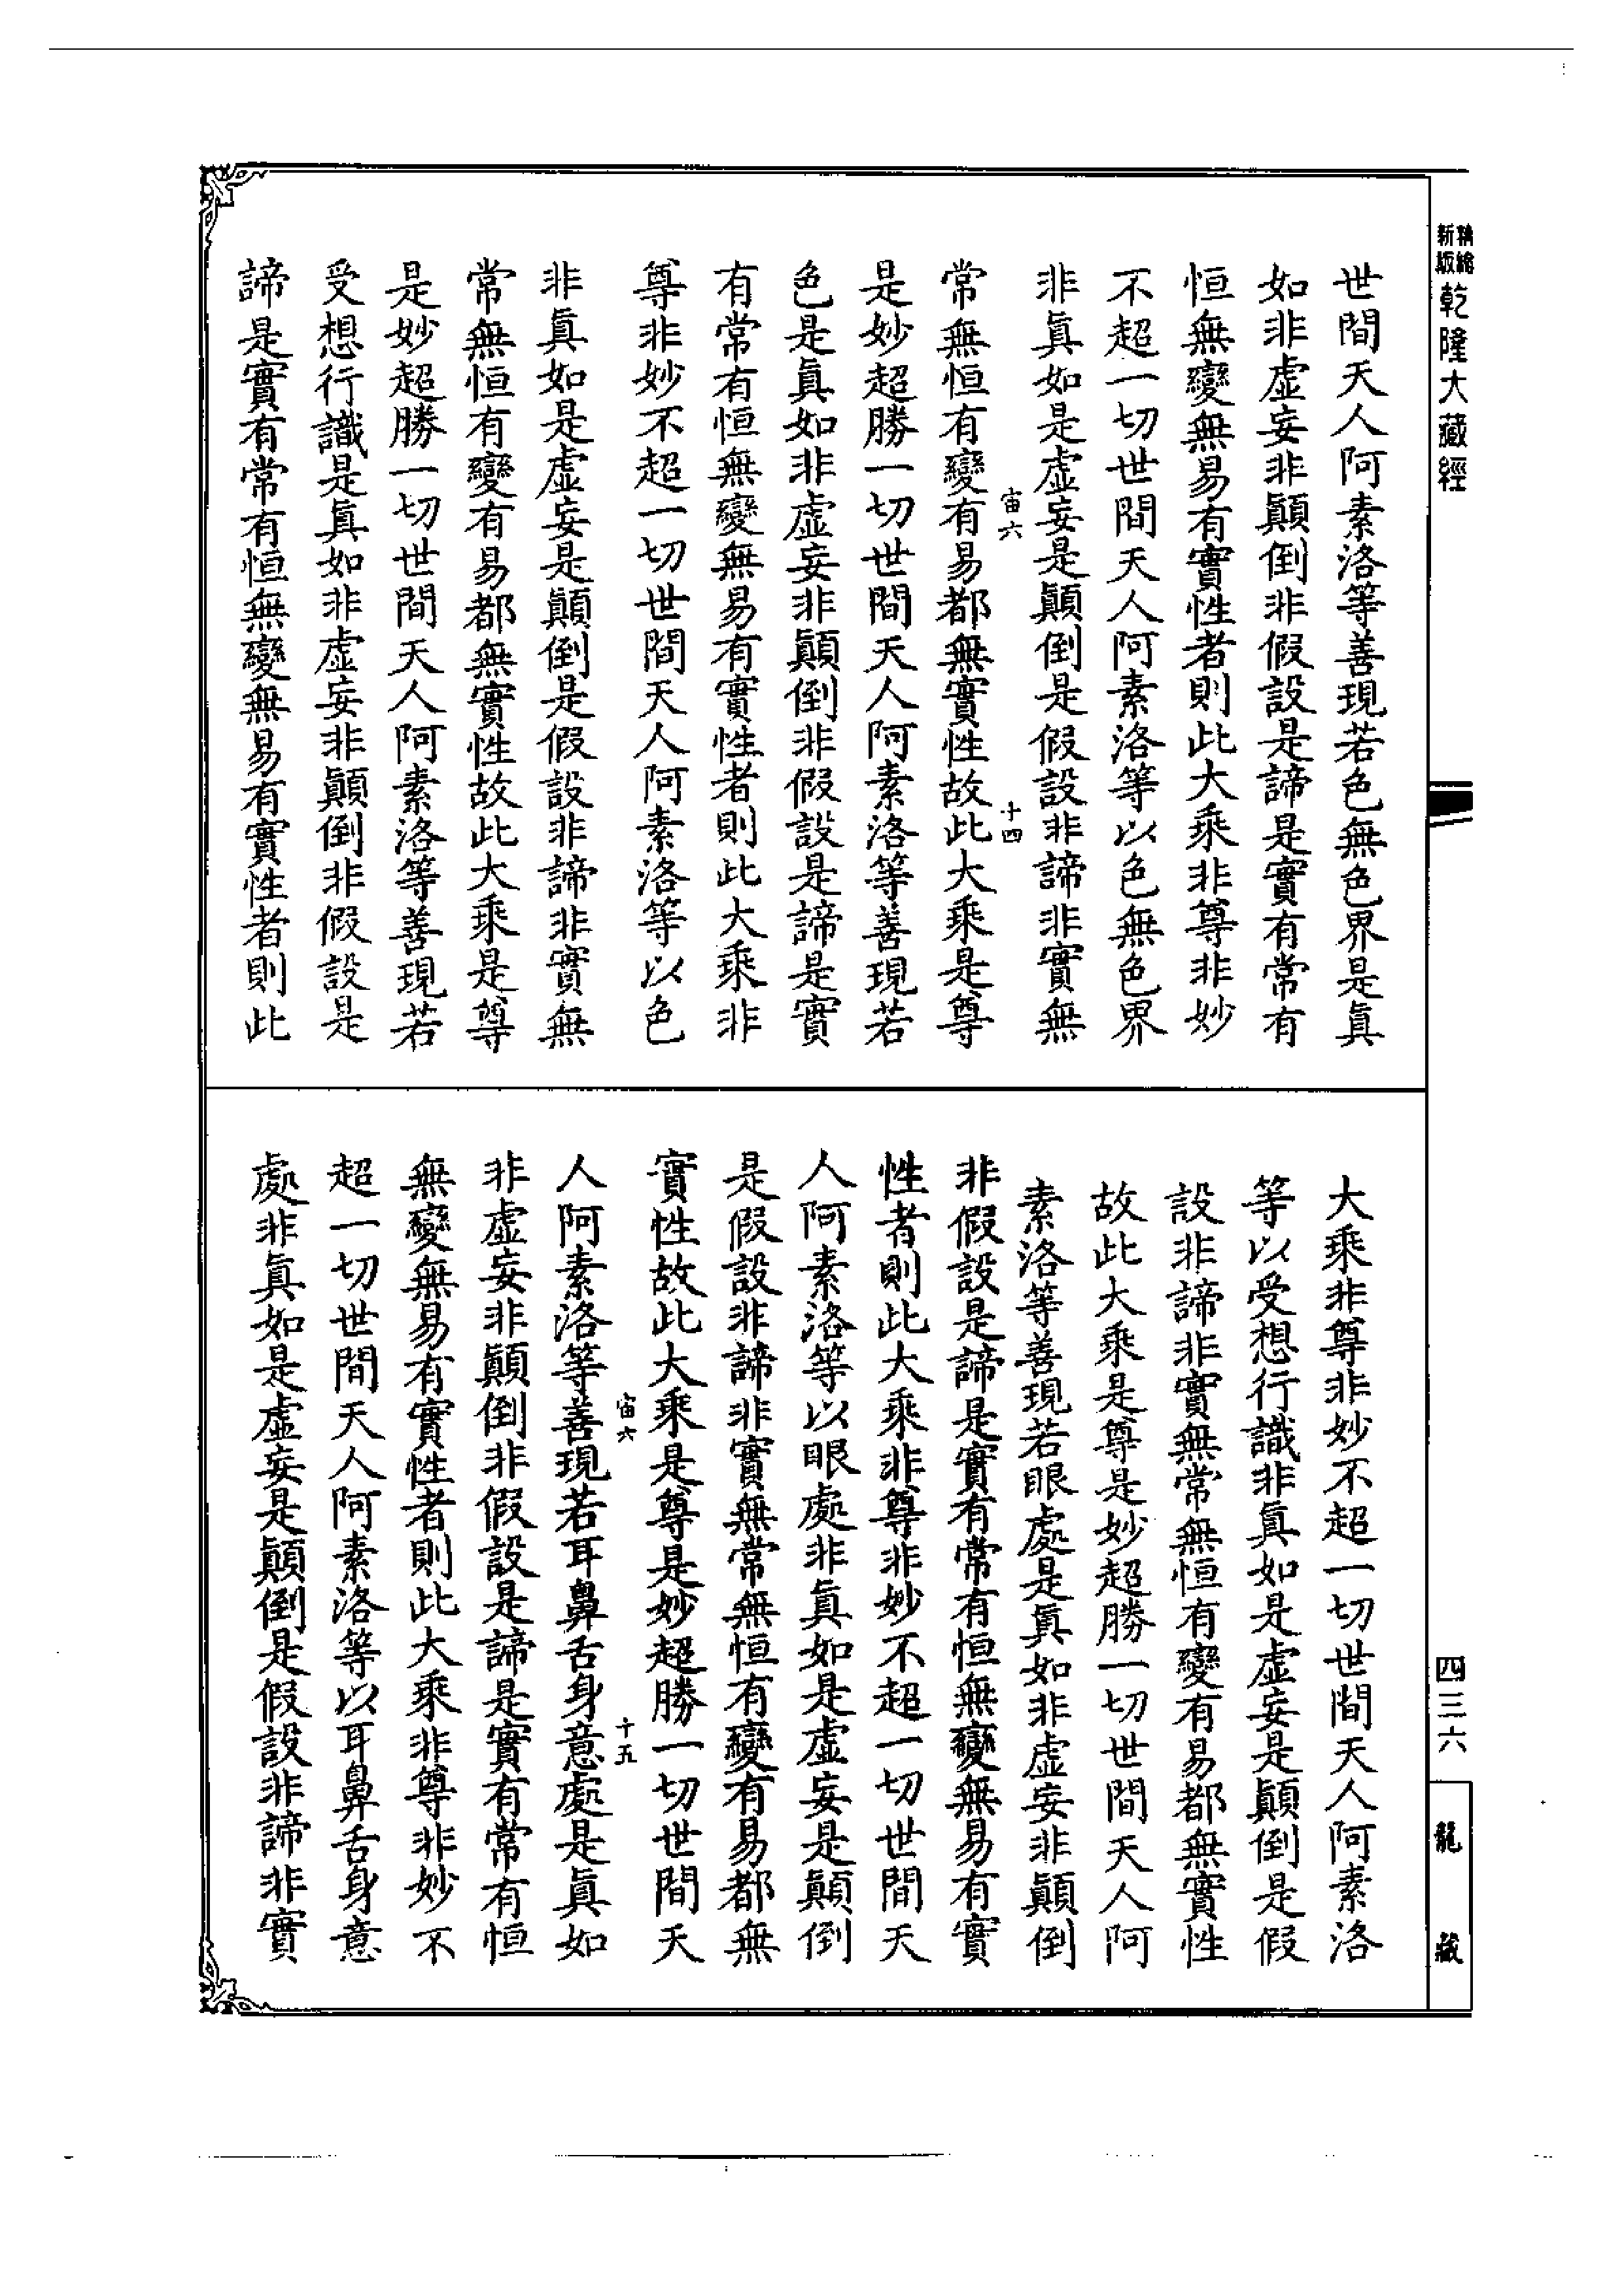 新版
精縮
乾隆大藏經
世間天人阿素洛等善現若色無色界是眞
如非虛妄非顚倒非假設是諦是實有常有
恒無變無易有實性者則此大乘非尊非妙
不超一切世間天人阿素洛等以色無色界
非眞如是虛妄是顚倒是假設非諦非實無
宙六 十四
常無恒有變有易都無實性故此大乘是尊
是妙超勝一切世間天人阿素洛等善現若
色是眞如非虛妄非顚倒非假設是諦是實
有常有恒無變無易有實性者則此大乘非
尊非妙不超一切世間天人阿素洛等以色
非眞如是虛妄是顚倒是假設非諦非實無
常無恒有變有易都無實性故此大乘是尊
是妙超勝一切世間天人阿素洛等善現若
受想行識是眞如非虛妄非顚倒非假設是
諦是實有常有恒無變無易有實性者則此
大乘非尊非妙不超一切世間天人阿素洛
等以受想行識非眞如是虛妄是顚倒是假
設非諦非實無常無恒有變有易都無實性
故此大乘是尊是妙超勝一切世間天人阿
素洛等善現若眼處是眞如非虛妄非顚倒
非假設是諦是實有常有恒無變無易有實
性者則此大乘非尊非妙不超一切世間天
人阿素洛等以眼處非眞如是虛妄是顚倒
是假設非諦非實無常無恒有變有易都無
實性故此大乘是尊是妙超勝一切世間天
宙六 十五
人阿素洛等善現若耳鼻舌身意處是眞如
非虛妄非顚倒非假設是諦是實有常有恒
無變無易有實性者則此大乘非尊非妙不
超一切世間天人阿素洛等以耳鼻舌身意
處非眞如是虛妄是顚倒是假設非諦非實
四三六
龍藏